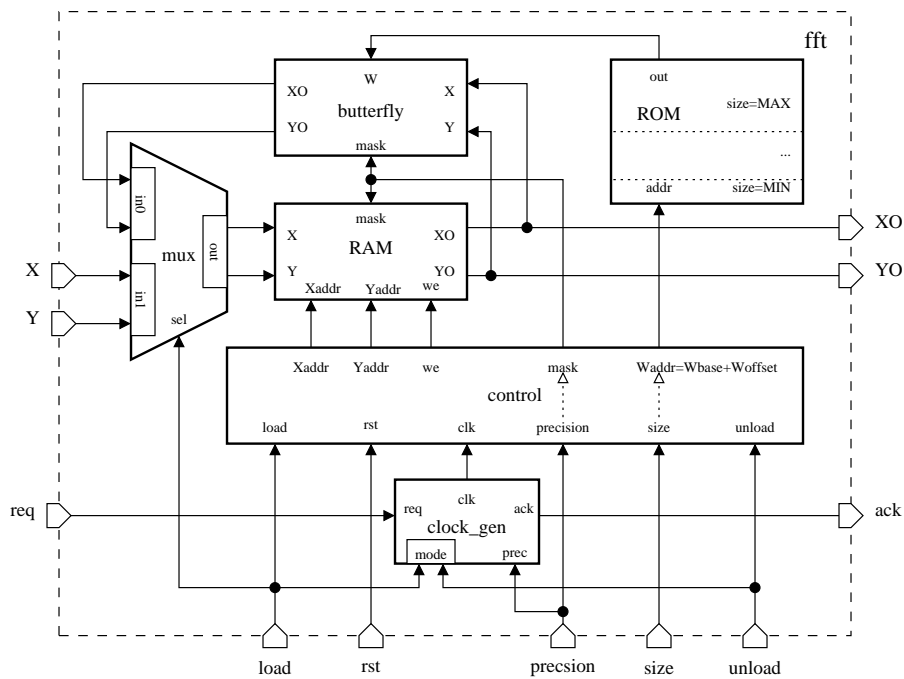 fft
W
XO
X
YO
butterfly
Y
mask
out
size=MAX
ROM
...
addr
size=MIN
in0
mux
out
in1
sel
mask
X
XO
RAM
Y
YO
Xaddr
Yaddr
we
XO
YO
X
Y
Xaddr
Yaddr
we
mask
Waddr=Wbase+Woffset
control
load
rst
clk
precision
size
unload
req
clk
req
ack
clock_gen
mode
prec
ack
load
rst
precsion
size
unload